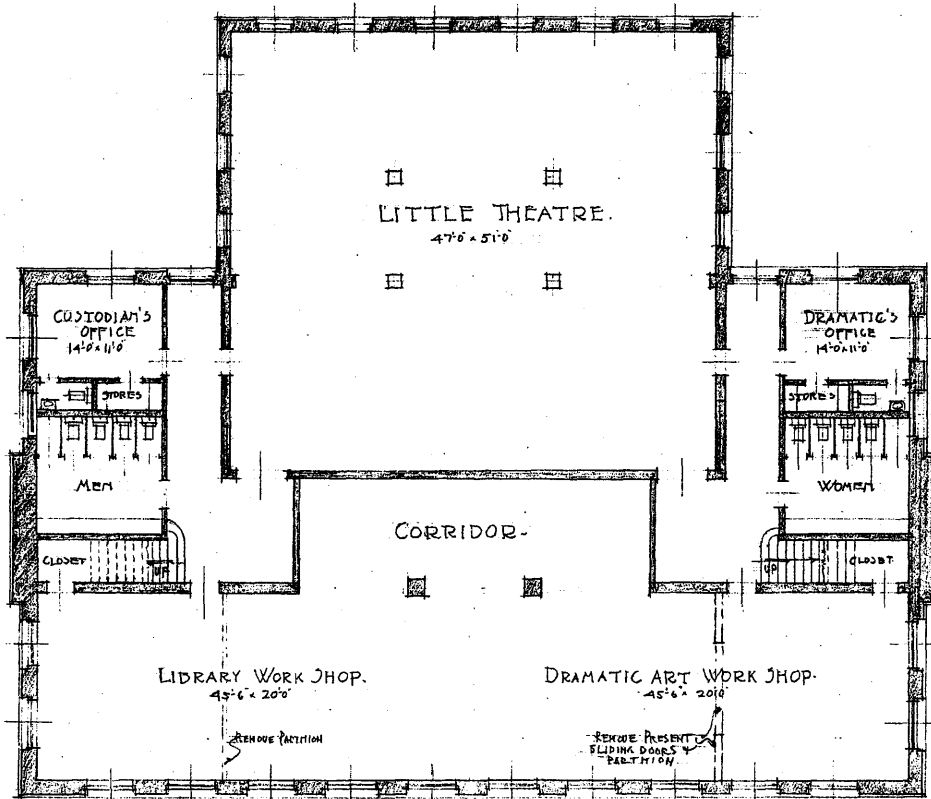 LITTLE THEATRE.
47'-0" x 51'-0"
CUSTODIAN'S
OFFICE
14'-0" x 11'-0"
STORES
DRAMATIC'S
OFFICE
14'-0" x 11'-0"
STORES
MEN
WOMEN
CORRIDOR-
CLOSET
UP
UP
CLOSET
LIBRARY WORK SHOP.
45'-6" x 20'-0"
DRAMATIC ART WORK SHOP.
45'-6" x 20'-0"
REMOVE PARTITION
REMOVE PRESENT
SLIDING DOORS &
PARTITION.